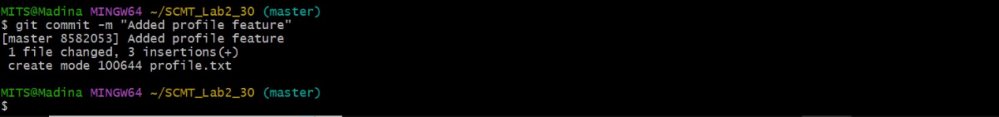 MITS@Madina MINGW64 ~/SCMT_Lab2_30 (master)
$ git commit -m "Added profile feature"
[master 8582053] Added profile feature
 1 file changed, 3 insertions(+)
 create mode 100644 profile.txt

MITS@Madina MINGW64 ~/SCMT_Lab2_30 (master)
$